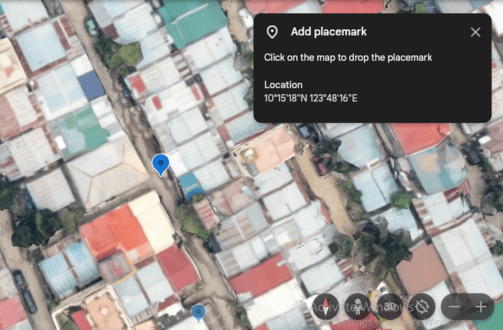 Add placemark
Click on the map to drop the placemark
Location
10°15'18"N 123°48'16"E
3D
Activate Windows